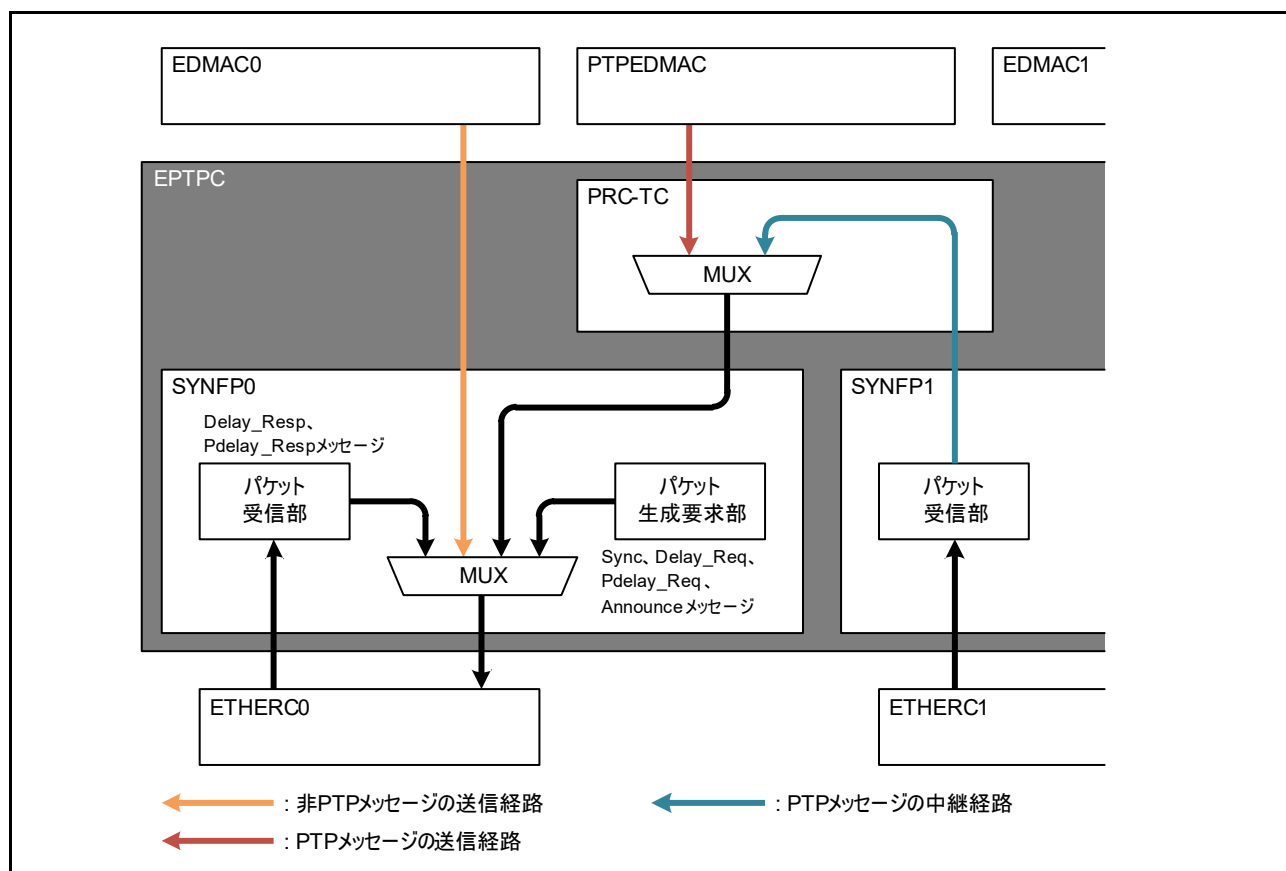 EDMAC0
PTPEDMAC
EDMAC1
EPTPC
PRC-TC
MUX
SYNFP0
SYNFP1
Delay_Resp、
Pdelay_Respメッセージ
パケット
受信部
パケット
生成要求部
パケット
受信部
MUX
Sync、Delay_Req、
Pdelay_Req、
Announceメッセージ
ETHERC0
ETHERC1
: 非PTPメッセージの送信経路
: PTPメッセージの中継経路
: PTPメッセージの送信経路